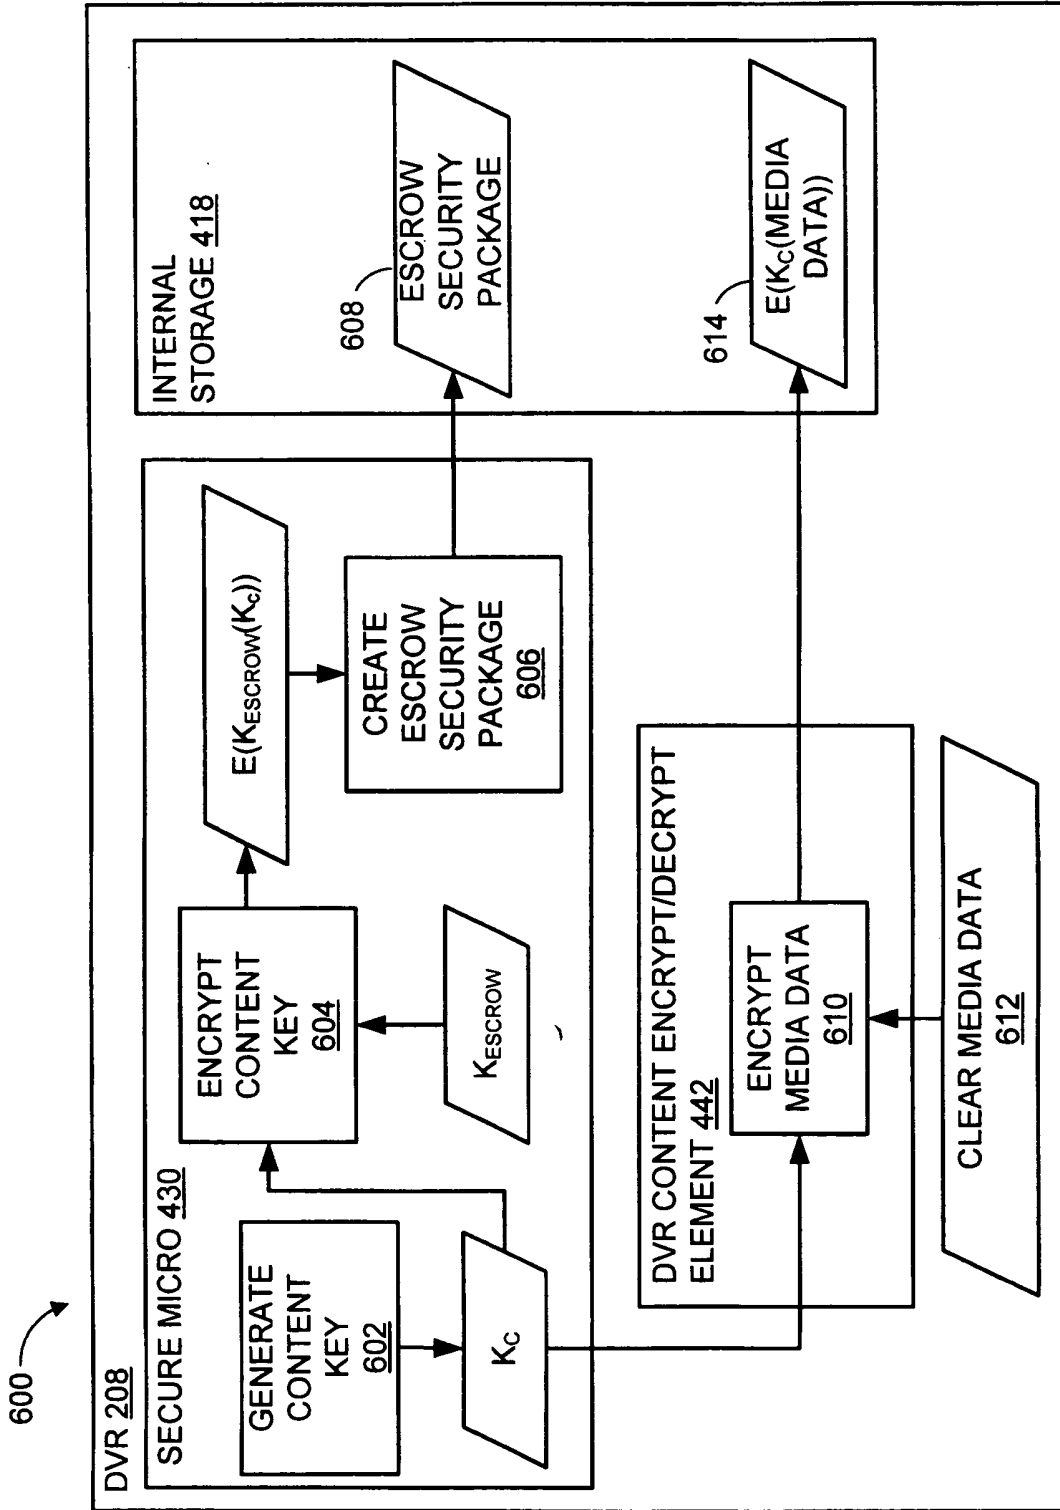 600
DVR 208
SECURE MICRO 430
GENERATE
CONTENT
KEY
602
KC
ENCRYPT
CONTENT
KEY
604
KESCROW
E(KESCROW(Kc))
CREATE
ESCROW
SECURITY
PACKAGE
606
INTERNAL
STORAGE 418
608
ESCROW
SECURITY
PACKAGE
614
E(KC(MEDIA
DATA))
DVR CONTENT ENCRYPT/DECRYPT
ELEMENT 442
ENCRYPT
MEDIA DATA
610
CLEAR MEDIA DATA
612